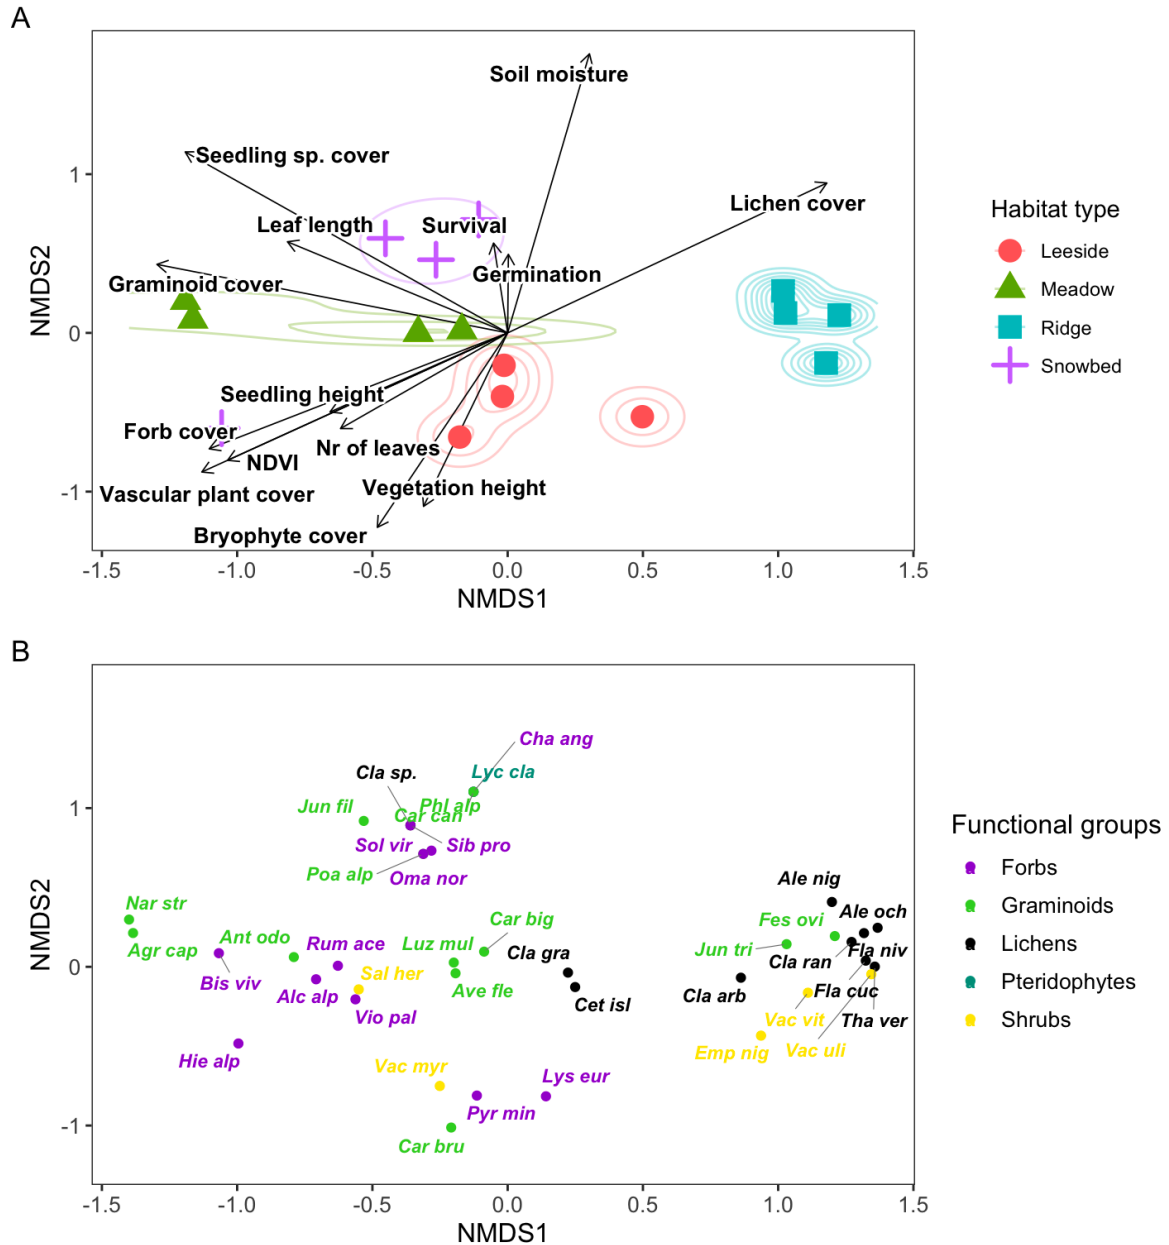 A
Soil moisture
Seedling sp. cover
Lichen cover
Leaf length
Survival
Germination
Graminoid cover
Seedling height
Forb cover
Nr of leaves
NDVI
Vegetation height
Vascular plant cover
Bryophyte cover
NMDS2
1
0
-1
-1.5 -1.0 -0.5 0.0 0.5 1.0 1.5
NMDS1
Habitat type
Leeside
Meadow
Ridge
Snowbed
B
Cha ang
Cla sp.
Lyc cla
Jun fil
Phl alp
Car can
Sol vir
Sib pro
Poa alp
Oma nor
Ale nig
Nar str
Ale och
Fes ovi
Car big
Ant odo
Rum ace
Luz mul
Agr cap
Cla gra
Jun tri
Fla niv
Cla ran
Sal her
Bis viv
Ave fle
Alc alp
Cet isl
Cla arb
Fla cuc
Vio pal
Vac vit
Tha ver
Hie alp
Emp nig
Vac uli
Vac myr
Lys eur
Pyr min
Car bru
NMDS2
1
0
-1
-1.5 -1.0 -0.5 0.0 0.5 1.0 1.5
NMDS1
Functional groups
a Forbs
a Graminoids
a Lichens
a Pteridophytes
a Shrubs